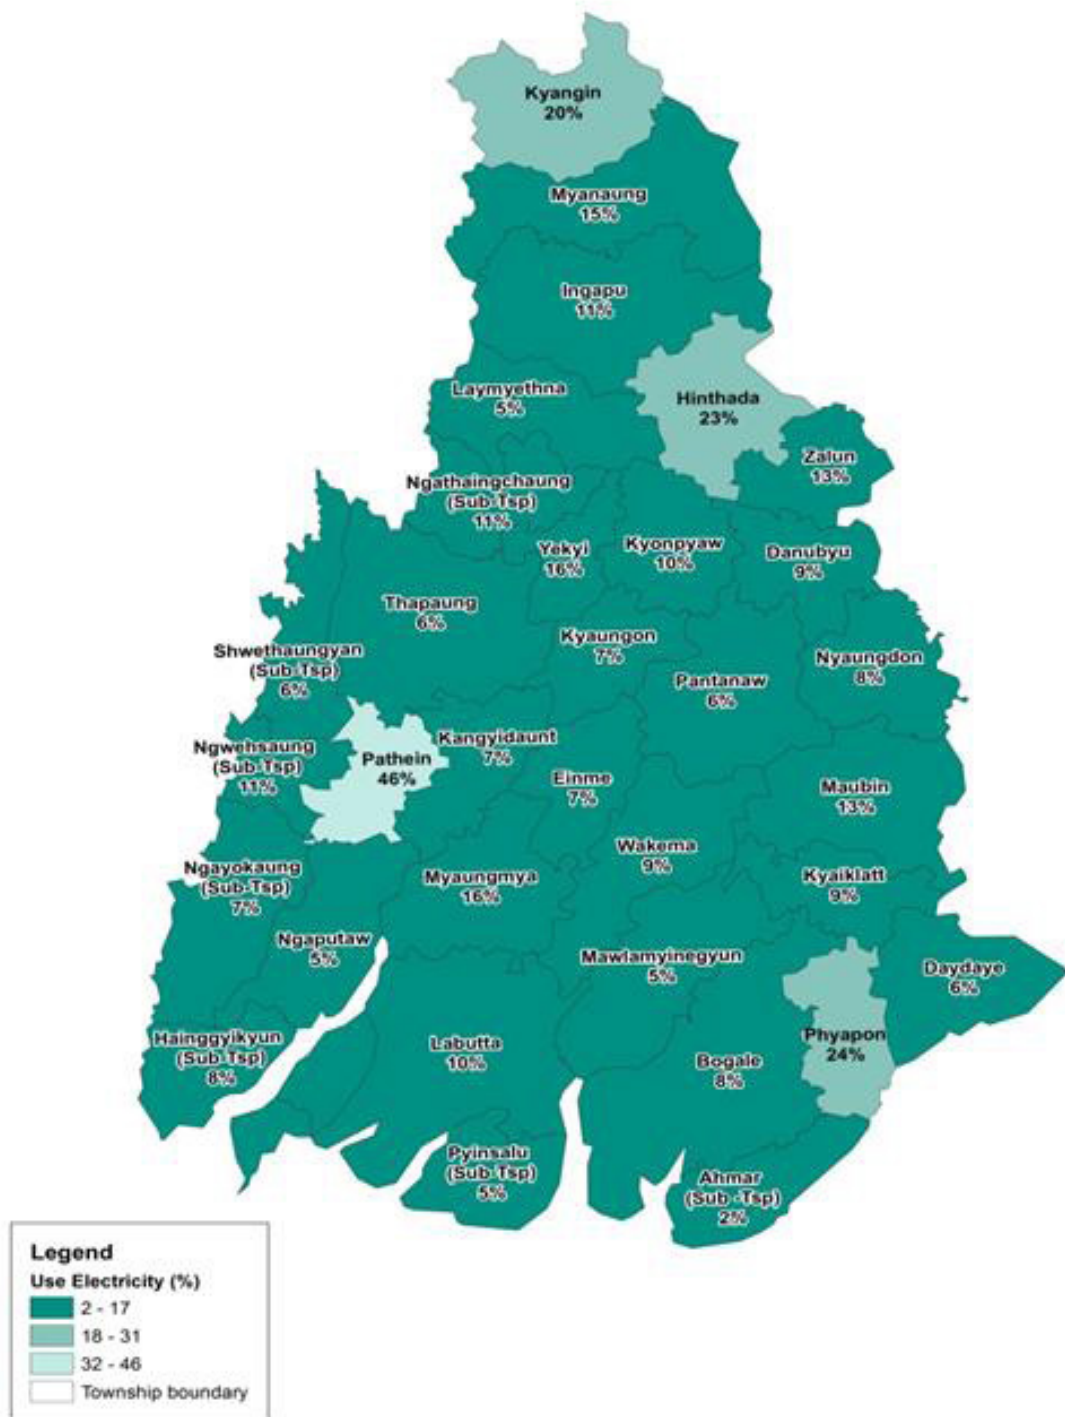 Kyangin
20%
Myanaung
15%
Ingapu
11%
Laymyethna
5%
Hinthada
23%
Zalun
13%
Ngathaingchaung
(Sub-Tsp)
11%
Yekyi
16%
Kyonpyaw
10%
Danubyu
9%
Thapaung
6%
Kyaungon
7%
Shwethaungyan
(Sub-Tsp)
6%
Nyaungdon
8%
Pantanaw
6%
Ngwehsaung
(Sub-Tsp)
11%
Pathein
46%
Kangyidaunt
7%
Einme
7%
Maubin
13%
Wakema
9%
Ngayokaung
(Sub-Tsp)
7%
Myaungmya
16%
Kyaiklatt
9%
Ngaputaw
5%
Mawlamyinegyun
5%
Daydaye
6%
Hainggyikyun
(Sub-Tsp)
8%
Labutta
10%
Phyapon
24%
Bogale
8%
Pyinsalu
(Sub-Tsp)
5%
Ahmar
(Sub -Tsp)
2%
Legend
Use Electricity (%)
2 - 17
18 - 31
32 - 46
Township boundary